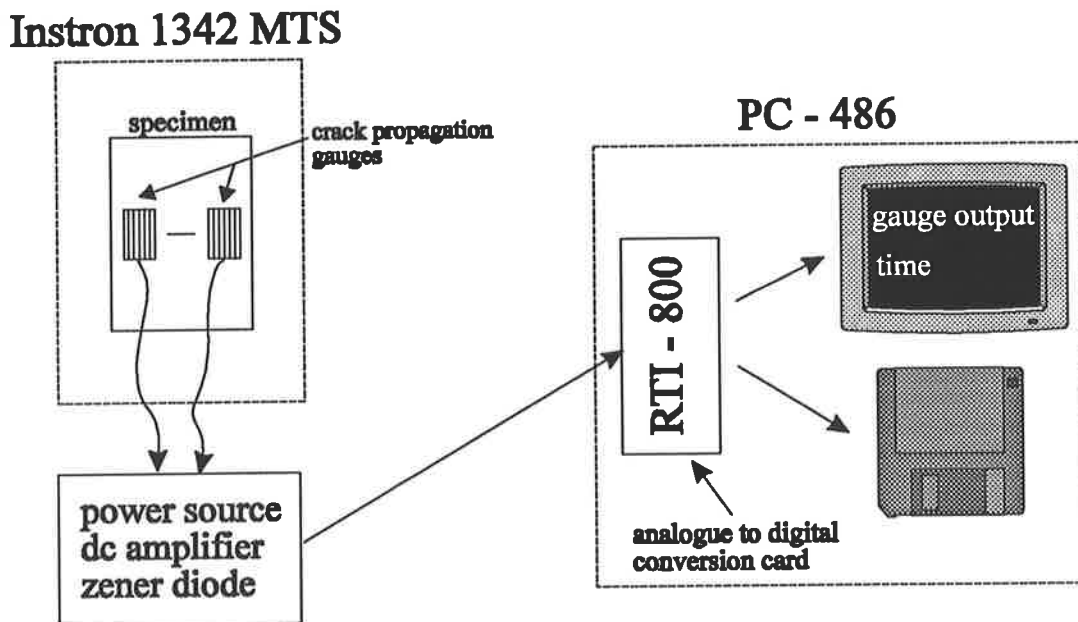 Instron 1342 MTS
specimen
crack propagation
gauges
power source
dc amplifier
zener diode
PC - 486
RTI - 800
gauge output
time
analogue to digital
conversion card